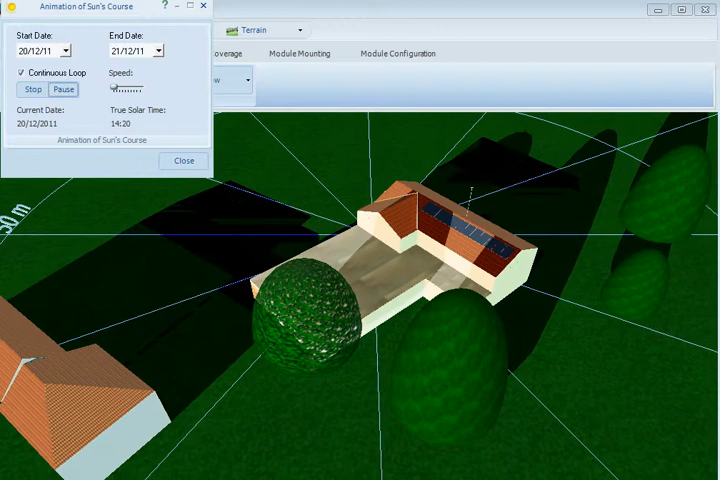 Animation of Sun's Course
Start Date:
End Date:
20/12/11
21/12/11
Continuous Loop
Speed:
Stop
Pause
Current Date:
True Solar Time:
20/12/2011
14:20
Animation of Sun's Course
Close
Terrain
Module Mounting
Module Configuration